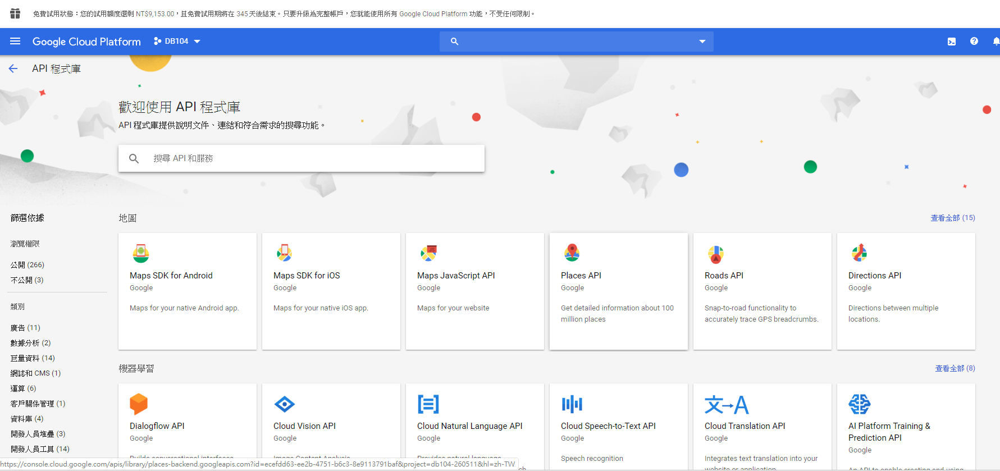 免費試用狀態：您的試用額度還剩 NT$9,153.00，且免費試用期將在 345 天後結束。只要升級為完整帳戶，您就能使用所有 Google Cloud Platform 功能，不受任何限制。
Google Cloud Platform
DB104
API 程式庫
歡迎使用 API 程式庫
API 程式庫提供說明文件、連結和符合需求的搜尋功能。
搜尋 API 和服務
篩選依據
瀏覽權限
公開 (266)
不公開 (3)
類別
廣告 (11)
數據分析 (2)
巨量資料 (14)
網誌和 CMS (1)
運算 (6)
客戶關係管理 (1)
資料庫 (4)
開發人員堆疊 (3)
開發人員工具 (14)
地圖
查看全部 (15)
Maps SDK for Android
Google
Maps for your native Android app.
Maps SDK for iOS
Google
Maps for your native iOS app.
Maps JavaScript API
Google
Maps for your website
Places API
Google
Get detailed information about 100
million places
Roads API
Google
Snap-to-road functionality to
accurately trace GPS breadcrumbs.
Directions API
Google
Directions between multiple
locations.
機器學習
查看全部 (8)
Dialogflow API
Google
Builds conversational interfaces
Cloud Vision API
Google
Image Content Analysis
Cloud Natural Language API
Google
Provides natural language
Cloud Speech-to-Text API
Google
Speech recognition
Cloud Translation API
Google
Integrates text translation into your
website or application
AI Platform Training &
Prediction API
Google
An API to enable creating and using
https://console.cloud.google.com/apis/library/places-backend.googleapis.com?id=ecefdd63-ee2b-4751-b6c3-8e9113791baf&project=db104-260511&hl=zh-TW